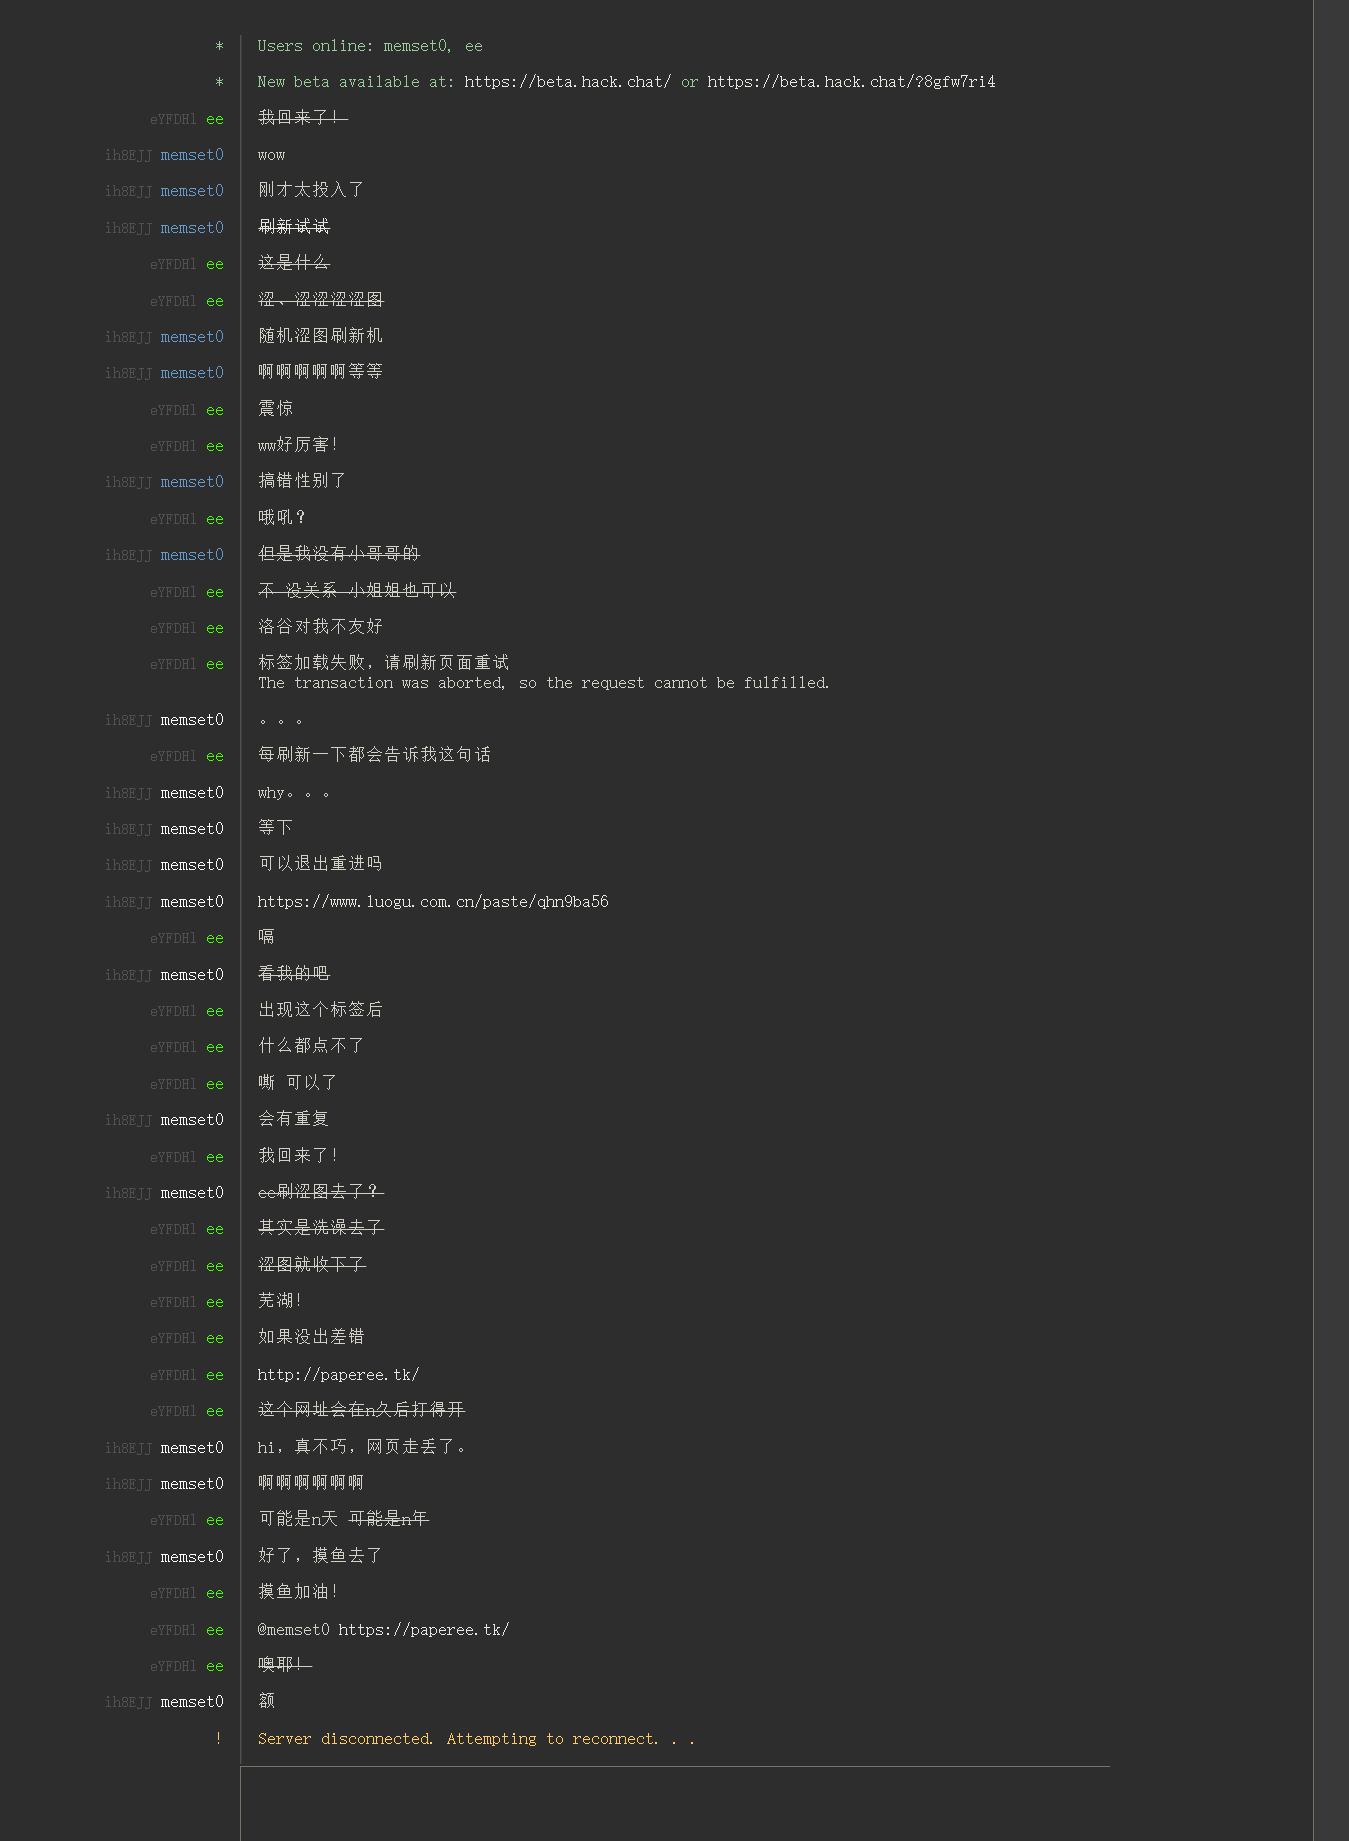 * Users online: memset0, ee
* New beta available at: https://beta.hack.chat/ or https://beta.hack.chat/?8gfw7ri4
eYFDHl ee 我回来了！
ih8EJJ memset0 wow
ih8EJJ memset0 刚才太投入了
ih8EJJ memset0 刷新试试
eYFDHl ee 这是什么
eYFDHl ee 涩、涩涩涩涩图
ih8EJJ memset0 随机涩图刷新机
ih8EJJ memset0 啊啊啊啊啊等等
eYFDHl ee 震惊
eYFDHl ee ww好厉害！
ih8EJJ memset0 搞错性别了
eYFDHl ee 哦吼？
ih8EJJ memset0 但是我没有小哥哥的
eYFDHl ee 不 没关系 小姐姐也可以
eYFDHl ee 洛谷对我不友好
eYFDHl ee 标签加载失败，请刷新页面重试
The transaction was aborted, so the request cannot be fulfilled.
ih8EJJ memset0 。。。
eYFDHl ee 每刷新一下都会告诉我这句话
ih8EJJ memset0 why。。。
ih8EJJ memset0 等下
ih8EJJ memset0 可以退出重进吗
ih8EJJ memset0 https://www.luogu.com.cn/paste/qhn9ba56
eYFDHl ee 嗝
ih8EJJ memset0 看我的吧
eYFDHl ee 出现这个标签后
eYFDHl ee 什么都点不了
eYFDHl ee 嘶 可以了
ih8EJJ memset0 会有重复
eYFDHl ee 我回来了！
ih8EJJ memset0 ee刷涩图去了？
eYFDHl ee 其实是洗澡去了
eYFDHl ee 涩图就收下了
eYFDHl ee 芜湖！
eYFDHl ee 如果没出差错
eYFDHl ee http://paperee.tk/
eYFDHl ee 这个网址会在n久后打得开
ih8EJJ memset0 hi，真不巧，网页走丢了。
ih8EJJ memset0 啊啊啊啊啊啊
eYFDHl ee 可能是n天 可能是n年
ih8EJJ memset0 好了，摸鱼去了
eYFDHl ee 摸鱼加油！
eYFDHl ee @memset0 https://paperee.tk/
eYFDHl ee 噢耶！
ih8EJJ memset0 额
! Server disconnected. Attempting to reconnect. . .